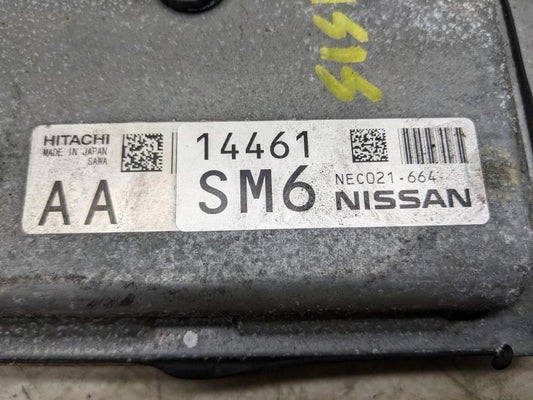 HITACHI
MADE IN JAPAN
SAWA
AA
14461
SM6
NEC021-664
NISSAN